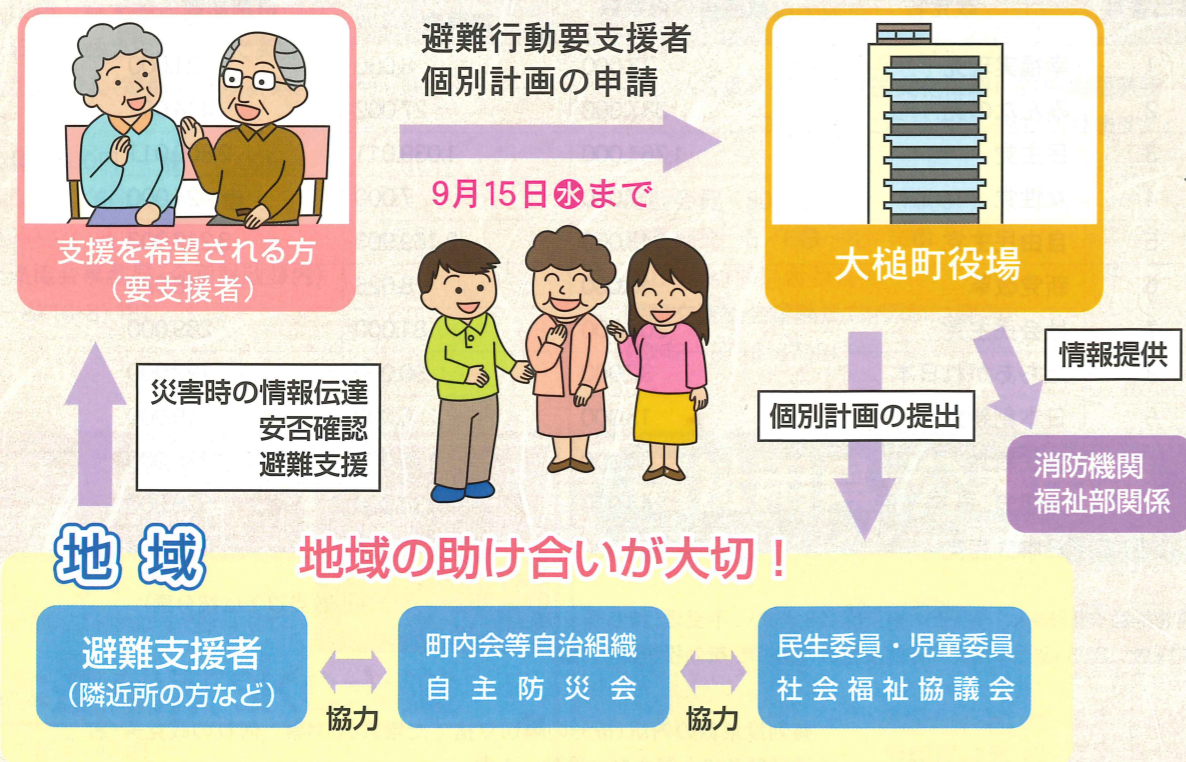 避難行動要支援者
個別計画の申請
9月15日㊌まで
支援を希望される方
(要支援者)
大槌町役場
災害時の情報伝達
安否確認
避難支援
個別計画の提出
情報提供
消防機関
福祉部関係
地域
地域の助け合いが大切!
避難支援者
(隣近所の方など)
協力
町内会等自治組織
自主防災会
協力
民生委員・児童委員
社会福祉協議会